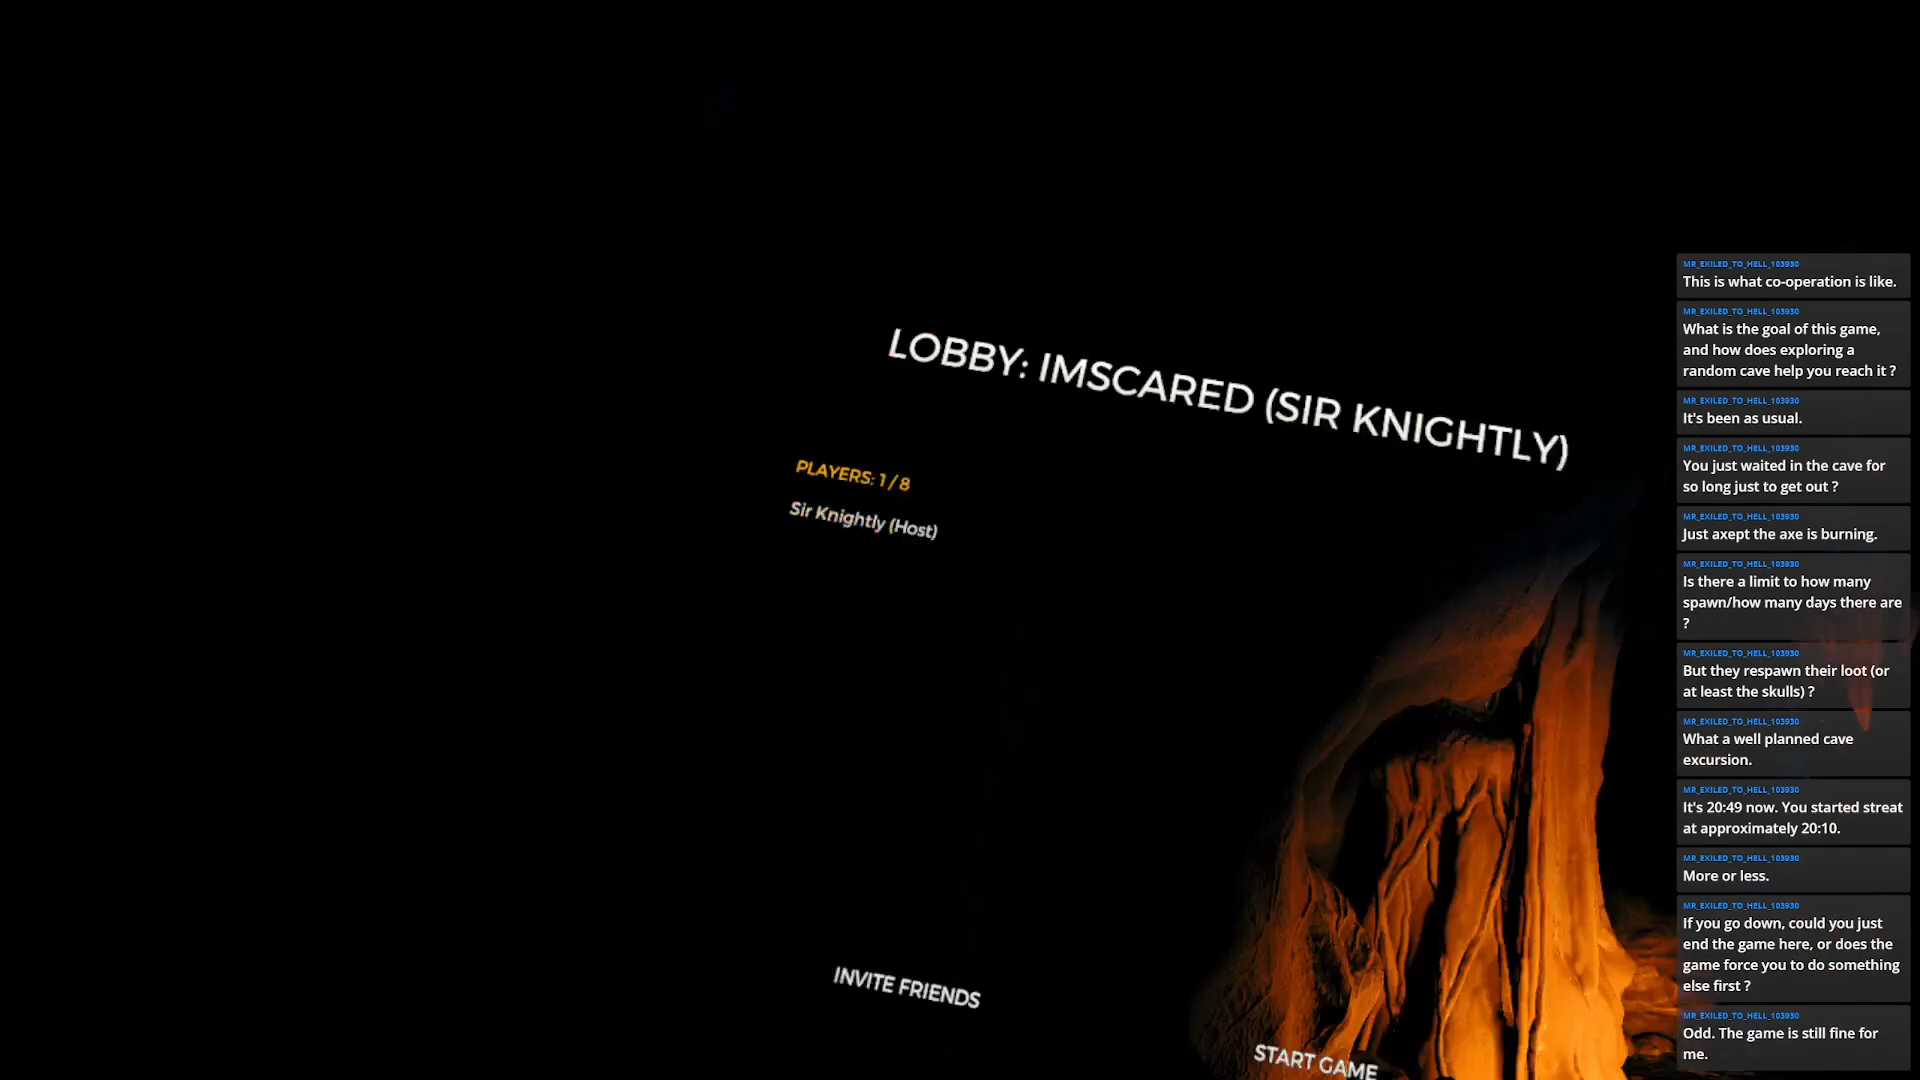 LOBBY: IMSCARED (SIR KNIGHTLY)
PLAYERS: 1 / 8
Sir Knightly (Host)
INVITE FRIENDS
START GAME
MR_EXILED_TO_HELL_103930
This is what co-operation is like.
MR_EXILED_TO_HELL_103930
What is the goal of this game,
and how does exploring a
random cave help you reach it ?
MR_EXILED_TO_HELL_103930
It's been as usual.
MR_EXILED_TO_HELL_103930
You just waited in the cave for
so long just to get out ?
MR_EXILED_TO_HELL_103930
Just axept the axe is burning.
MR_EXILED_TO_HELL_103930
Is there a limit to how many
spawn/how many days there are
?
MR_EXILED_TO_HELL_103930
But they respawn their loot (or
at least the skulls) ?
MR_EXILED_TO_HELL_103930
What a well planned cave
excursion.
MR_EXILED_TO_HELL_103930
It's 20:49 now. You started streat
at approximately 20:10.
MR_EXILED_TO_HELL_103930
More or less.
MR_EXILED_TO_HELL_103930
If you go down, could you just
end the game here, or does the
game force you to do something
else first ?
MR_EXILED_TO_HELL_103930
Odd. The game is still fine for
me.